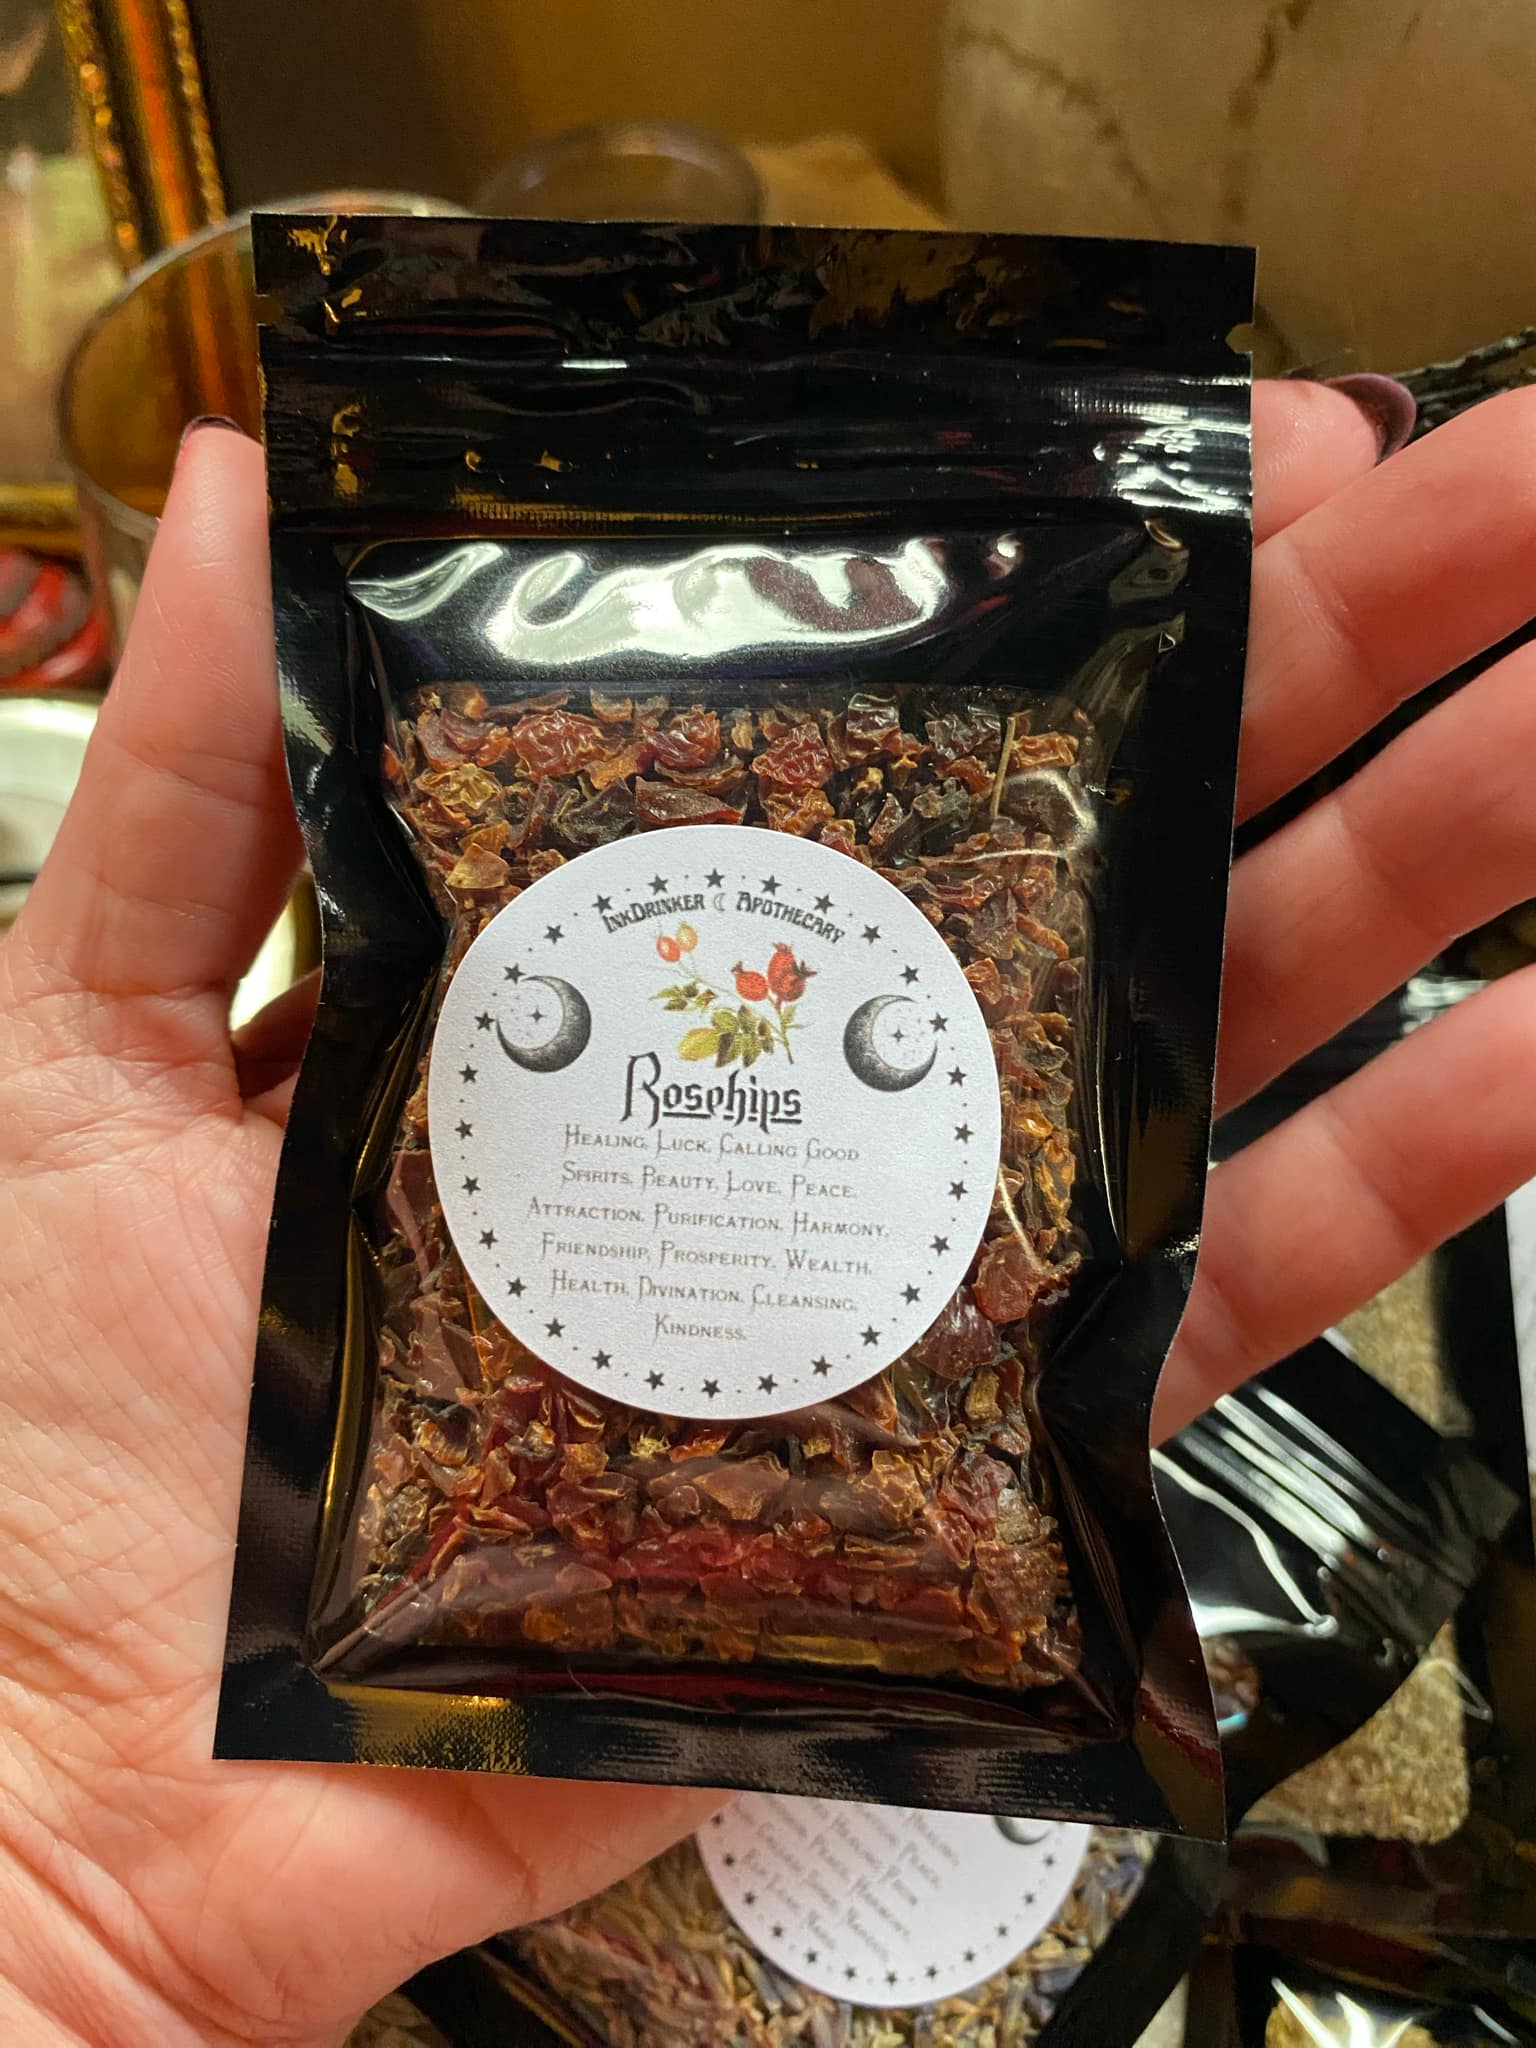 InkDrinker ☾ Apothecary
Rosehips
Healing, Luck, Calling Good
Spirits, Beauty, Love, Peace,
Attraction, Purification, Harmony,
Friendship, Prosperity, Wealth,
Health, Divination, Cleansing,
Kindness.